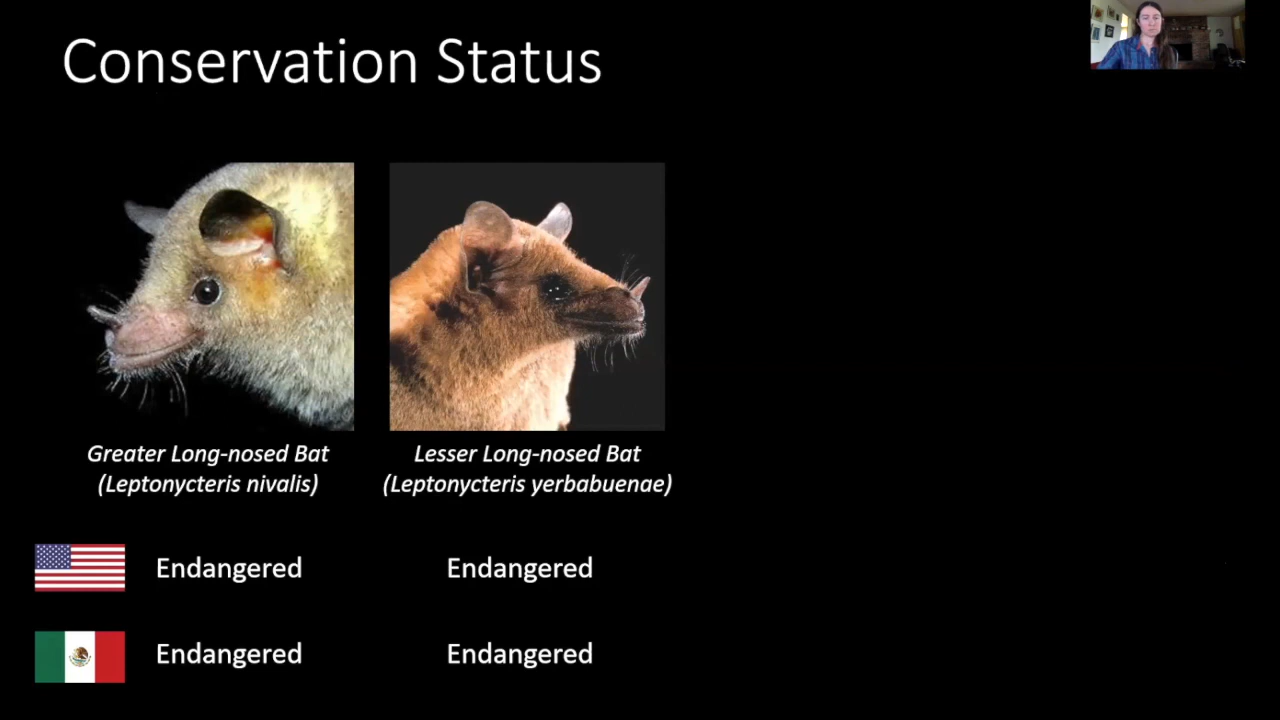 Conservation Status
Greater Long-nosed Bat
(Leptonycteris nivalis)
Lesser Long-nosed Bat
(Leptonycteris yerbabuenae)
Endangered
Endangered
Endangered
Endangered